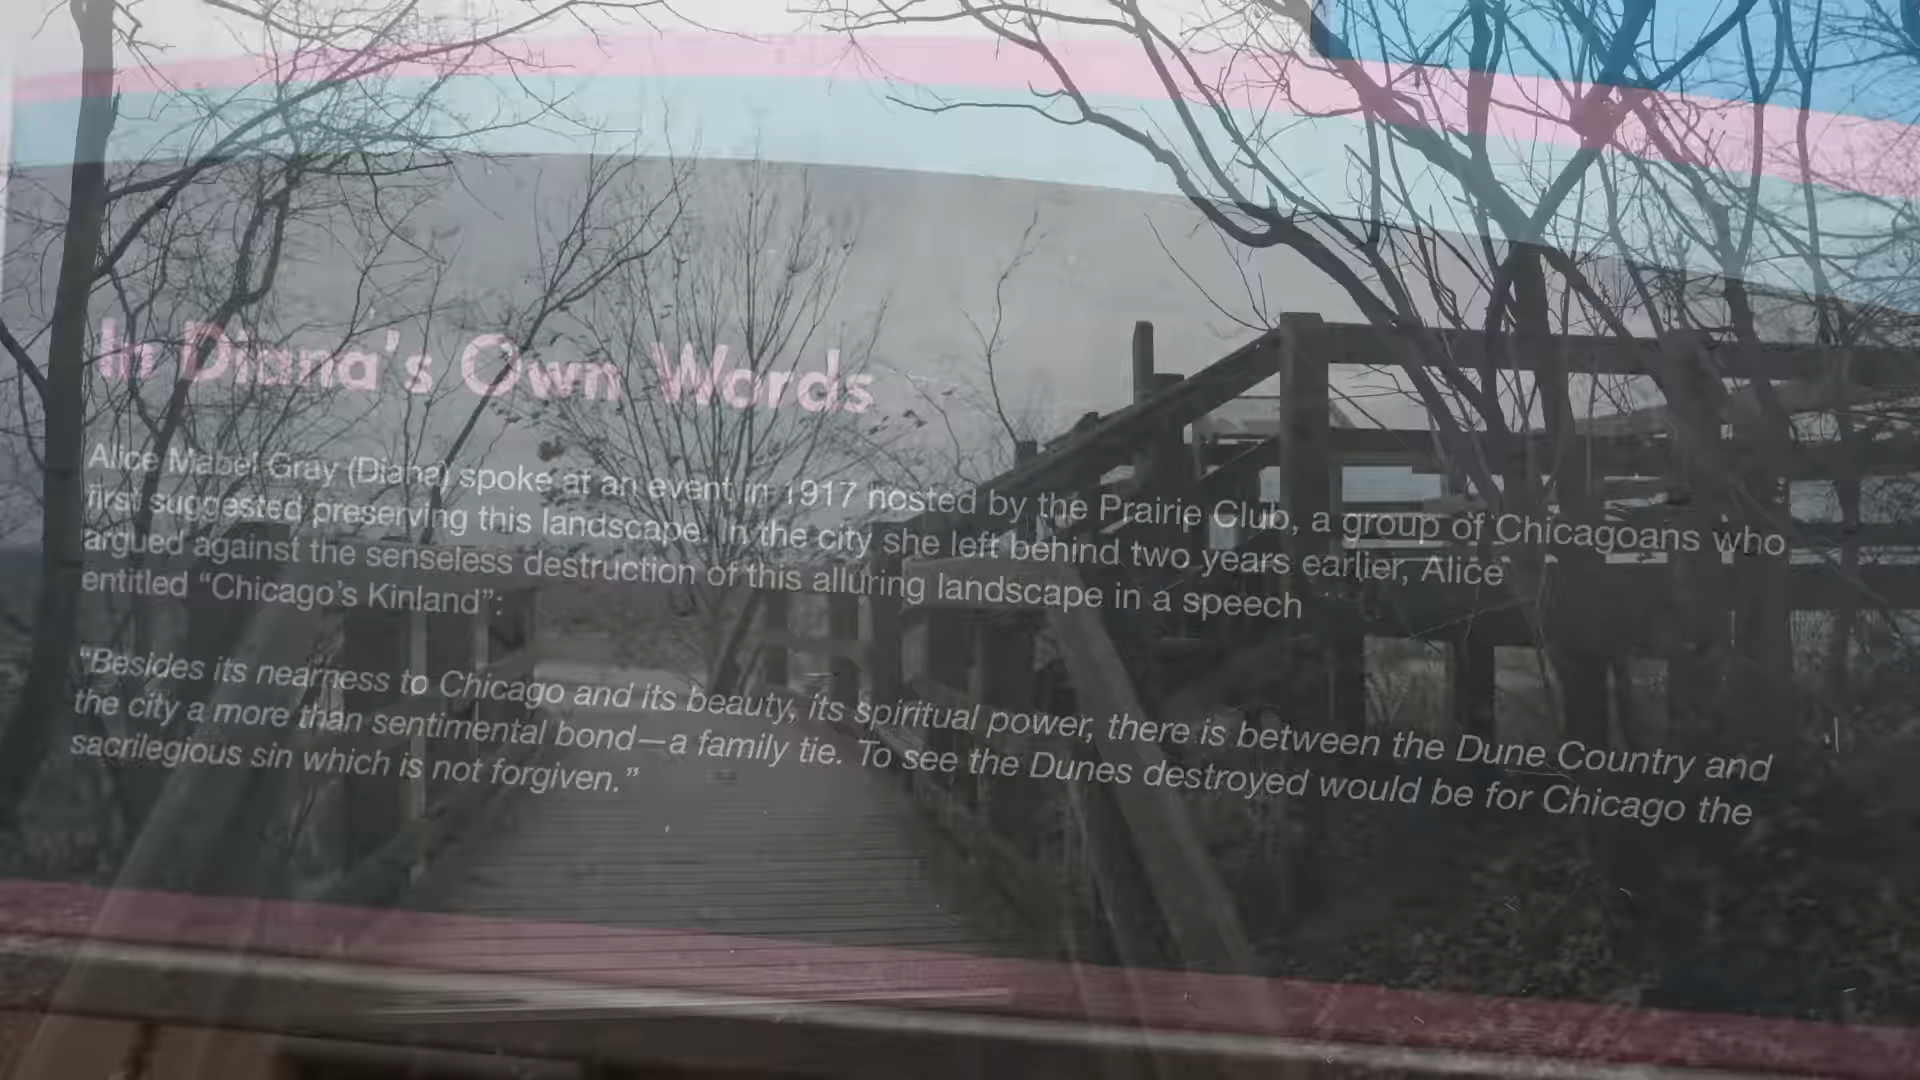 In Diana's Own Words
Alice Mabel Gray (Diana) spoke at an event in 1917 hosted by the Prairie Club, a group of Chicagoans who
first suggested preserving this landscape. In the city she left behind two years earlier, Alice
argued against the senseless destruction of this alluring landscape in a speech
entitled “Chicago's Kinland”:
“Besides its nearness to Chicago and its beauty, its spiritual power, there is between the Dune Country and
the city a more than sentimental bond—a family tie. To see the Dunes destroyed would be for Chicago the
sacrilegious sin which is not forgiven.”